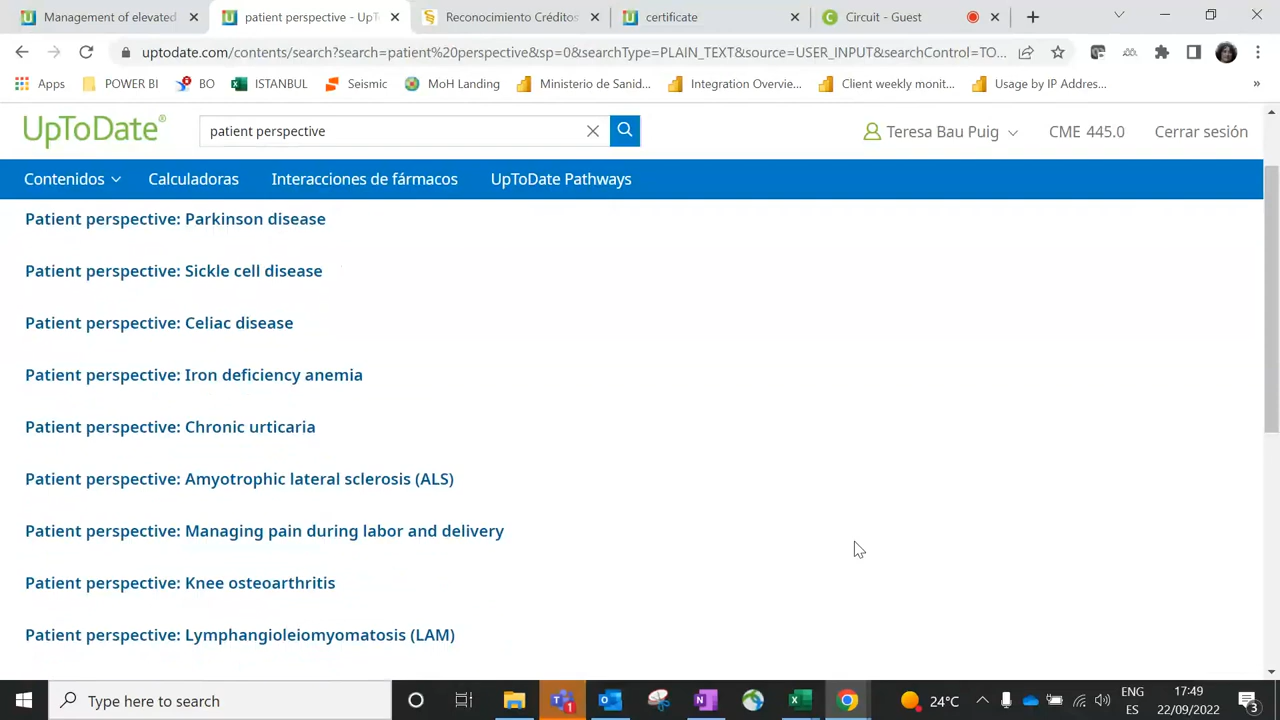 Management of elevated
patient perspective - UpTo
Reconocimiento Créditos
certificate
Circuit - Guest
uptodate.com/contents/search?search=patient%20perspective&sp=0&searchType=PLAIN_TEXT&source=USER_INPUT&searchControl=TO...
Apps
POWER BI
BO
ISTANBUL
Seismic
MoH Landing
Ministerio de Sanid...
Integration Overvie...
Client weekly monit...
Usage by IP Addres...
»
UpToDate®
patient perspective
Teresa Bau Puig
CME 445.0
Cerrar sesión
Contenidos
Calculadoras
Interacciones de fármacos
UpToDate Pathways
Patient perspective: Parkinson disease
Patient perspective: Sickle cell disease
Patient perspective: Celiac disease
Patient perspective: Iron deficiency anemia
Patient perspective: Chronic urticaria
Patient perspective: Amyotrophic lateral sclerosis (ALS)
Patient perspective: Managing pain during labor and delivery
Patient perspective: Knee osteoarthritis
Patient perspective: Lymphangioleiomyomatosis (LAM)
Type here to search
1
24°C
ENG
ES
17:49
22/09/2022
3